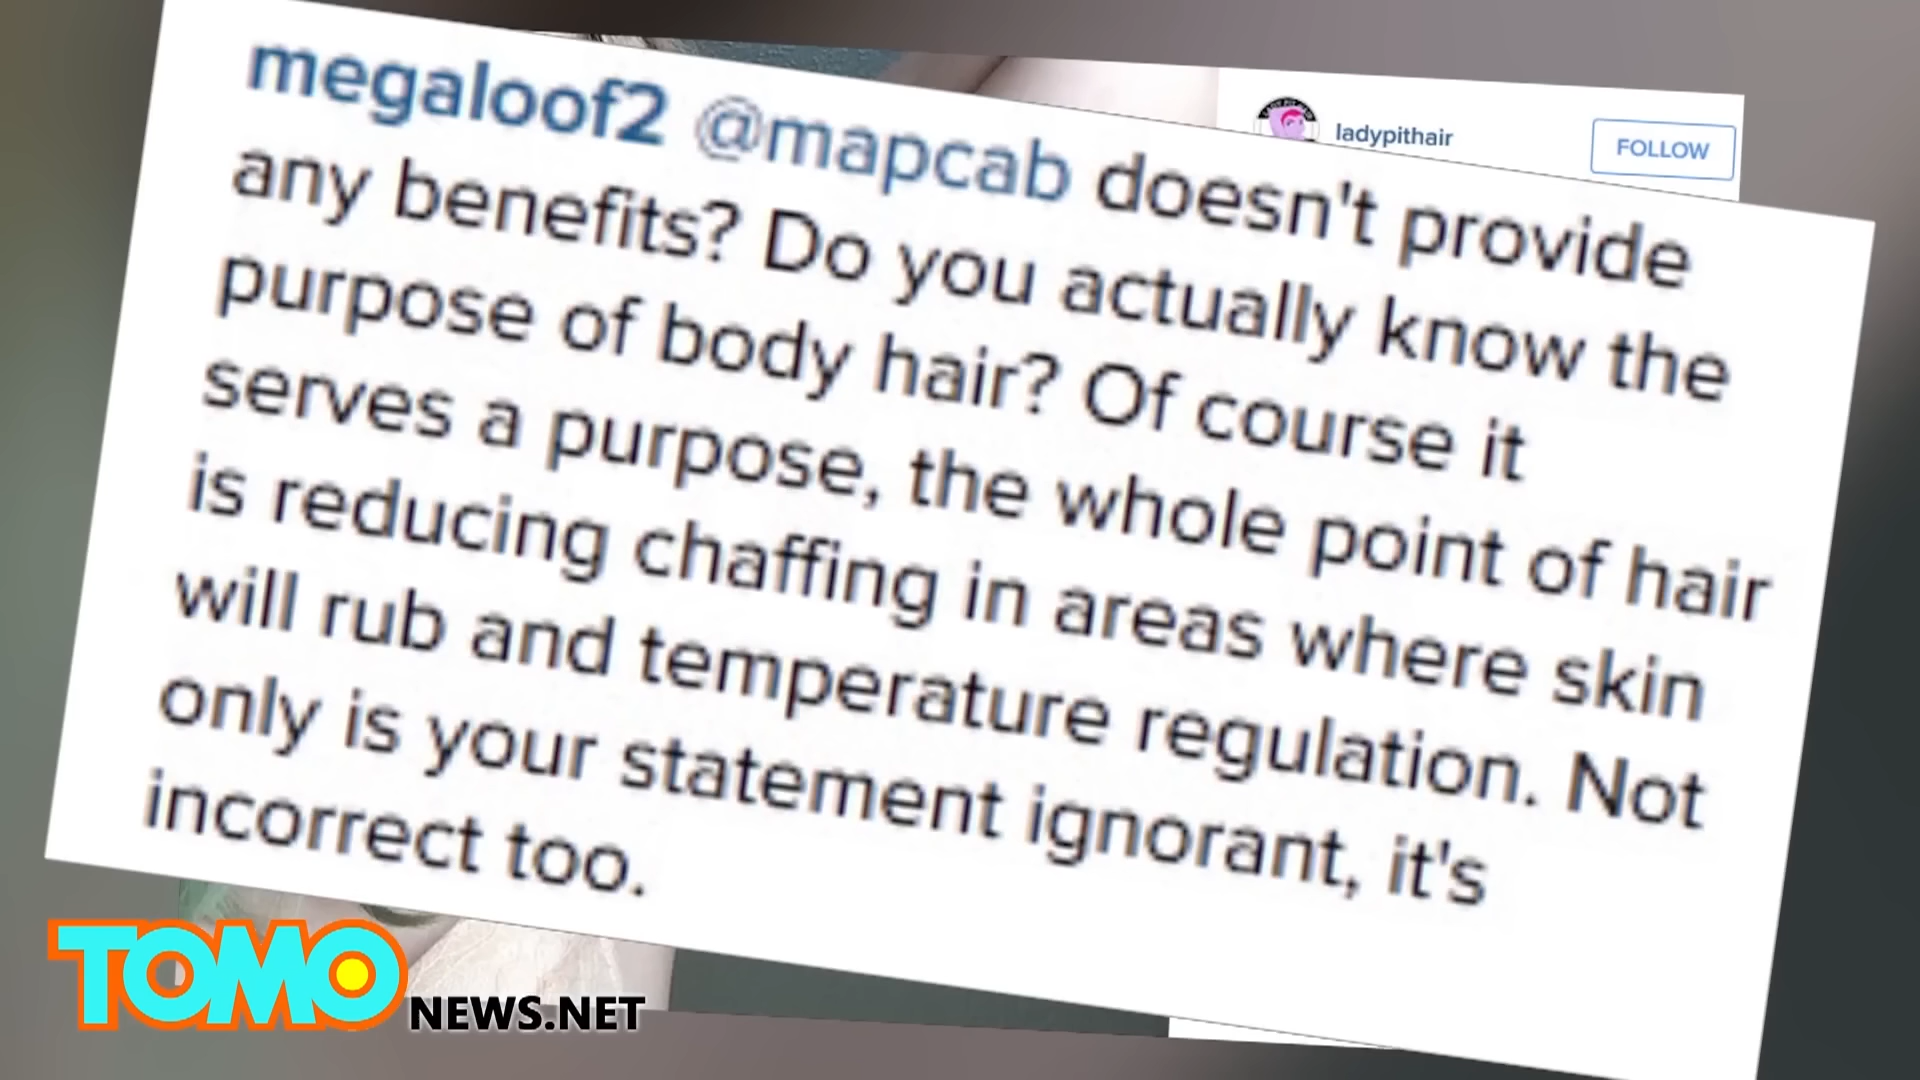 ladypithair
FOLLOW
megaloof2 @mapcab doesn't provide
any benefits? Do you actually know the
purpose of body hair? Of course it
serves a purpose, the whole point of hair
is reducing chaffing in areas where skin
will rub and temperature regulation. Not
only is your statement ignorant, it's
incorrect too.
TOMO NEWS.NET